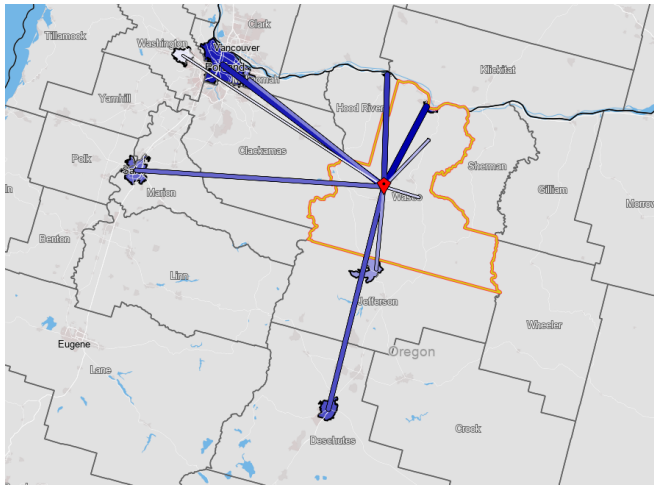 Tillamook
Clark
Washington
Vancouver
Klickitat
Yamhill
Hood River
Clackamas
Polk
Sherman
Marion
Wasco
Gilliam
Morrow
Benton
Linn
Jefferson
Wheeler
Eugene
Oregon
Lane
Crook
Deschutes